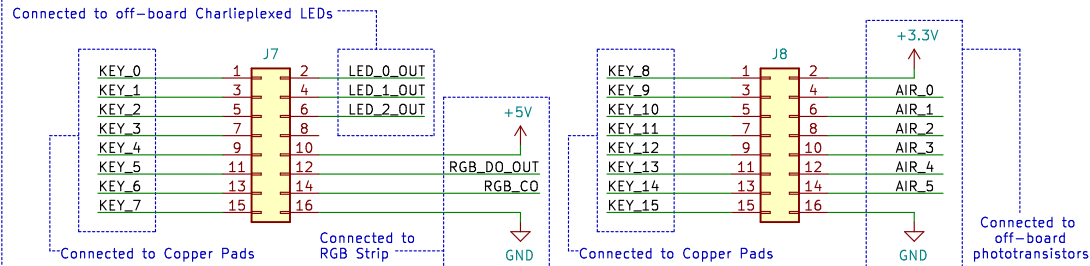 Connected to off-board Charlieplexed LEDs
J7
KEY_0 1 2 LED_0_OUT
KEY_1 3 4 LED_1_OUT
KEY_2 5 6 LED_2_OUT
KEY_3 7 8
+5V
KEY_4 9 10
KEY_5 11 12 RGB_DO_OUT
KEY_6 13 14 RGB_CO
KEY_7 15 16
GND
Connected to Copper Pads
Connected to
RGB Strip
J8
+3.3V
KEY_8 1 2
KEY_9 3 4 AIR_0
KEY_10 5 6 AIR_1
KEY_11 7 8 AIR_2
KEY_12 9 10 AIR_3
KEY_13 11 12 AIR_4
KEY_14 13 14 AIR_5
KEY_15 15 16
GND
Connected to Copper Pads
Connected to
off-board
phototransistors